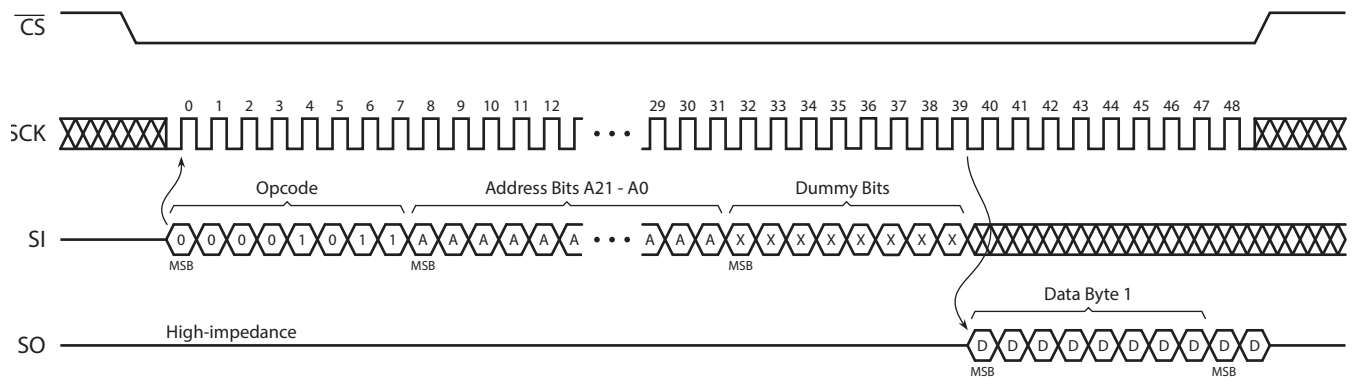 CS
0 1 2 3 4 5 6 7 8 9 10 11 12 29 30 31 32 33 34 35 36 37 38 39 40 41 42 43 44 45 46 47 48
SCK
Opcode Address Bits A21 - A0 Dummy Bits
SI 0 0 0 0 1 0 1 1 A A A A A A A A A X X X X X X X X
MSB MSB MSB
Data Byte 1
High-impedance
SO D D D D D D D D D D
MSB MSB